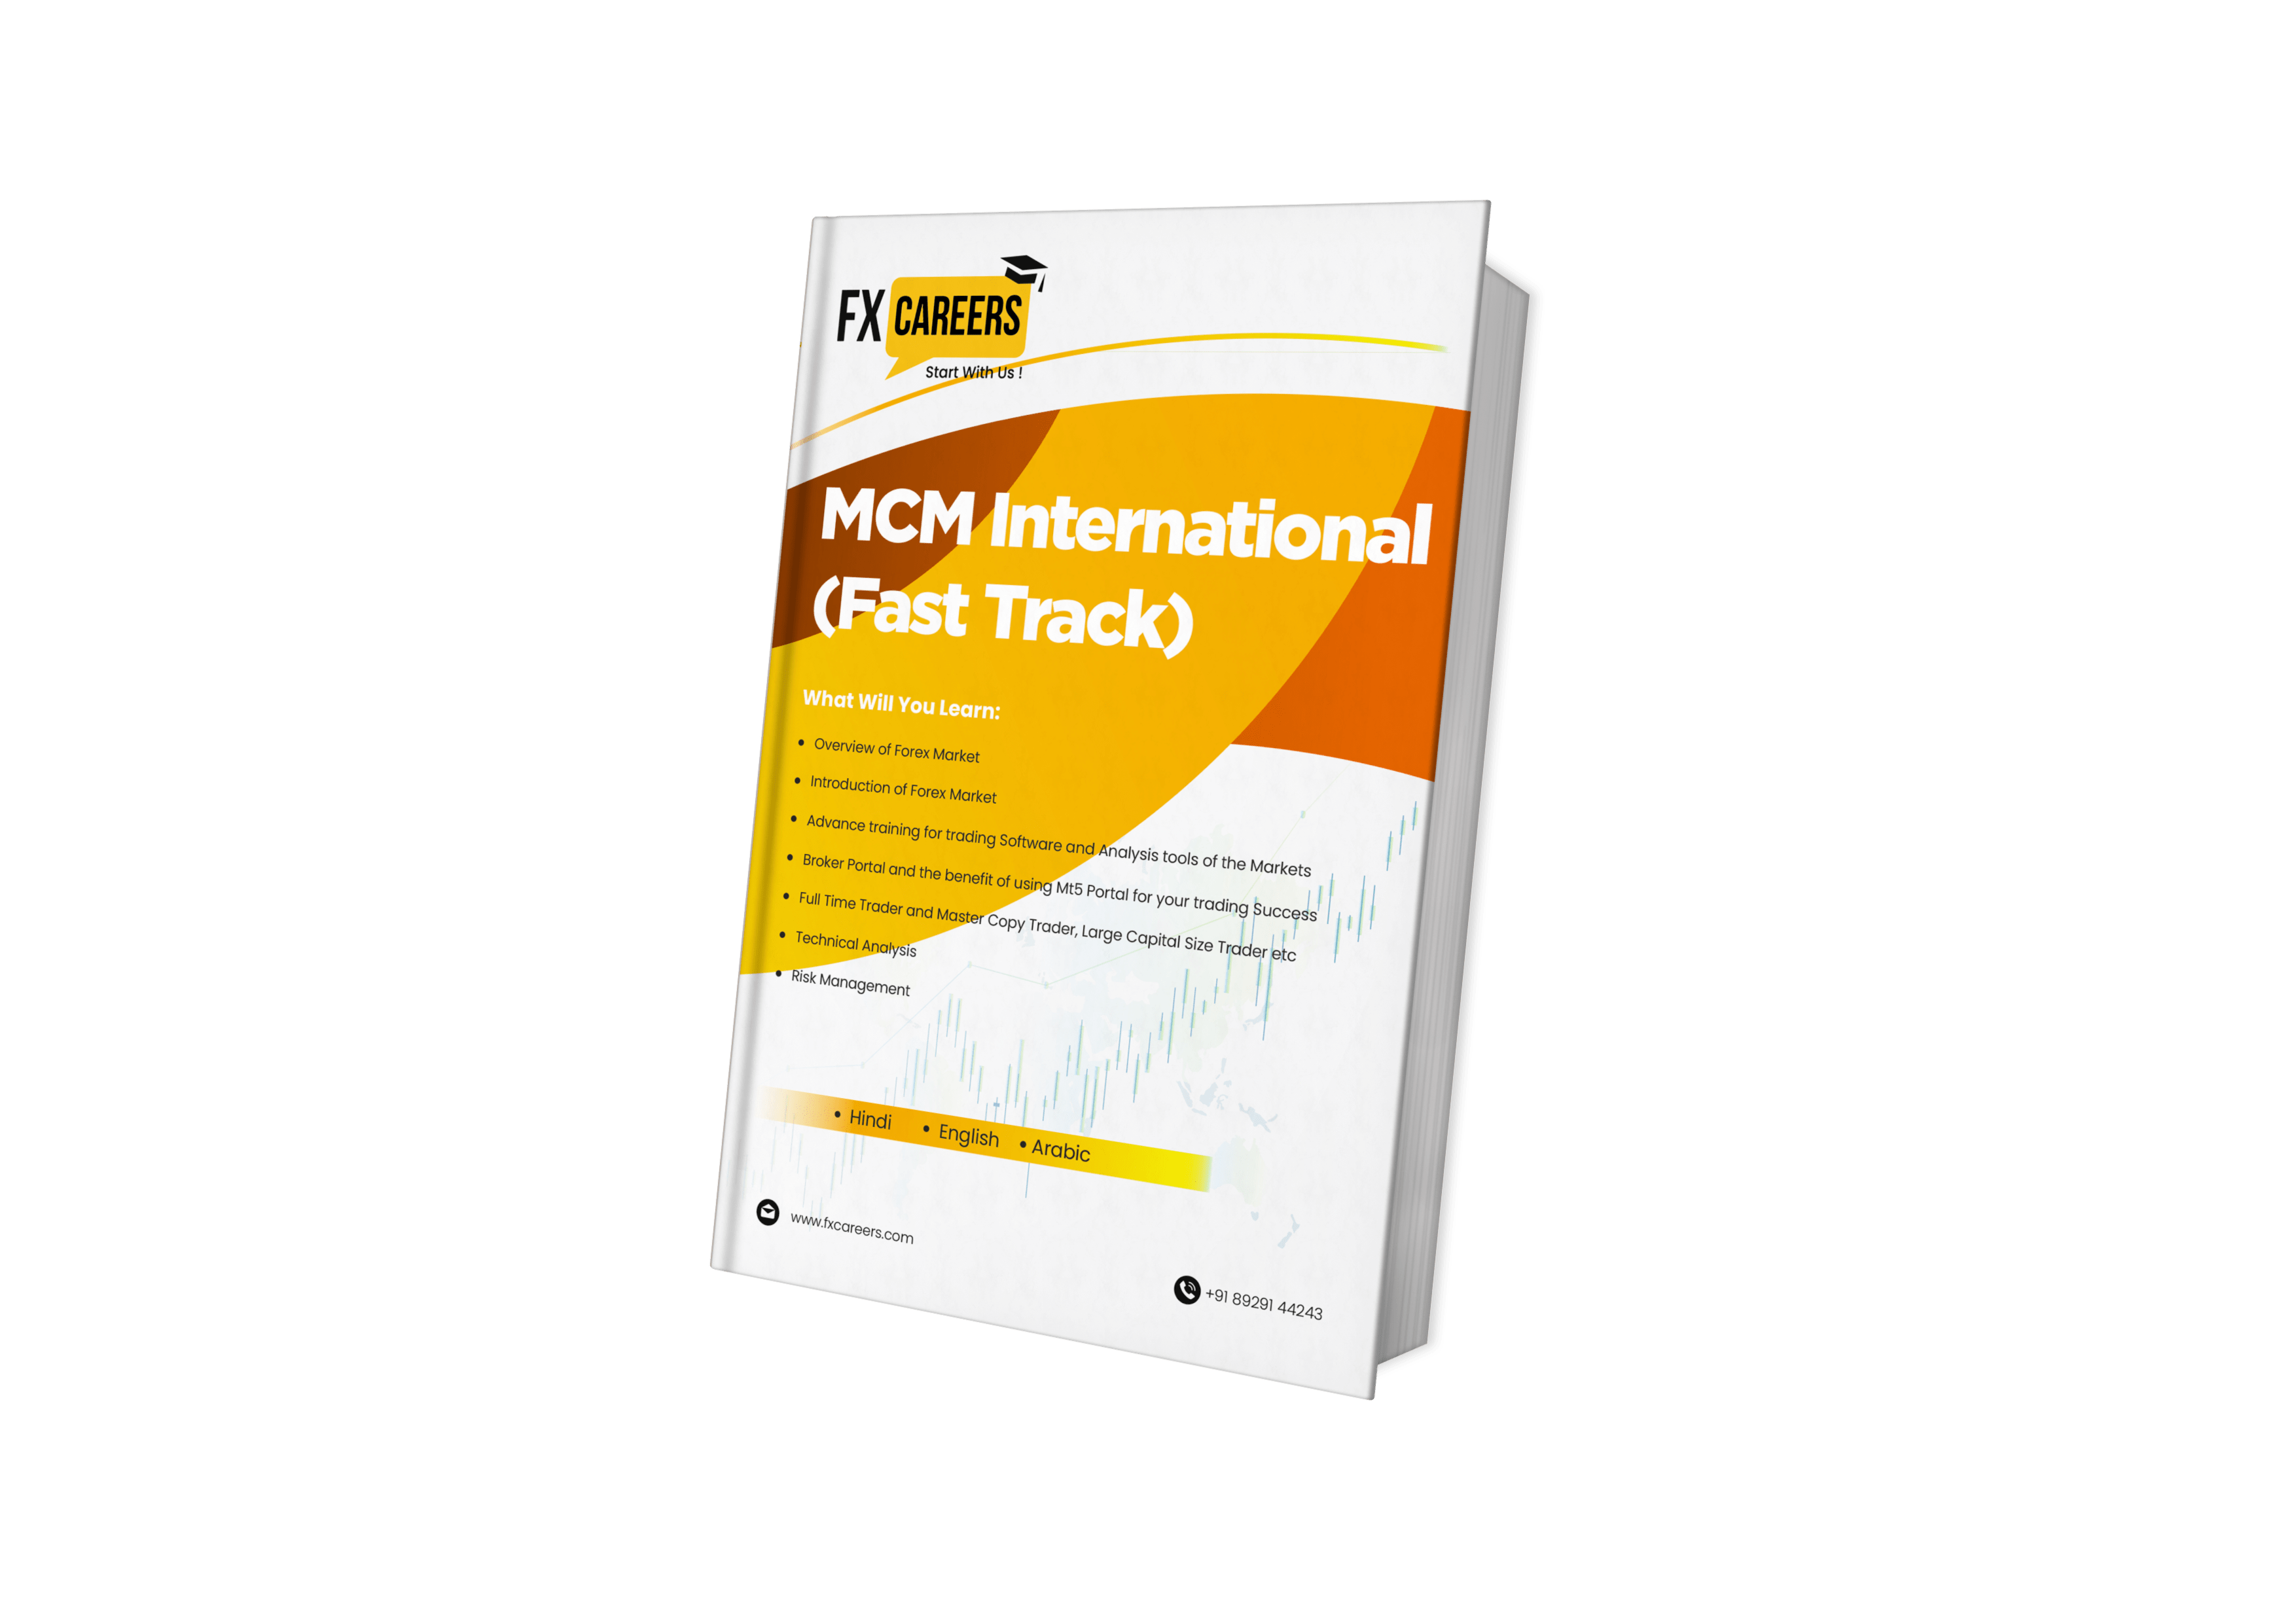 FX CAREERS
Start With Us !
MCM International
(Fast Track)
What Will You Learn:
• Overview of Forex Market
• Introduction of Forex Market
• Advance training for trading Software and Analysis tools of the Markets
• Broker Portal and the benefit of using Mt5 Portal for your trading Success
• Full Time Trader and Master Copy Trader, Large Capital Size Trader etc
• Technical Analysis
• Risk Management
• Hindi • English • Arabic
www.fxcareers.com
+91 89291 44243